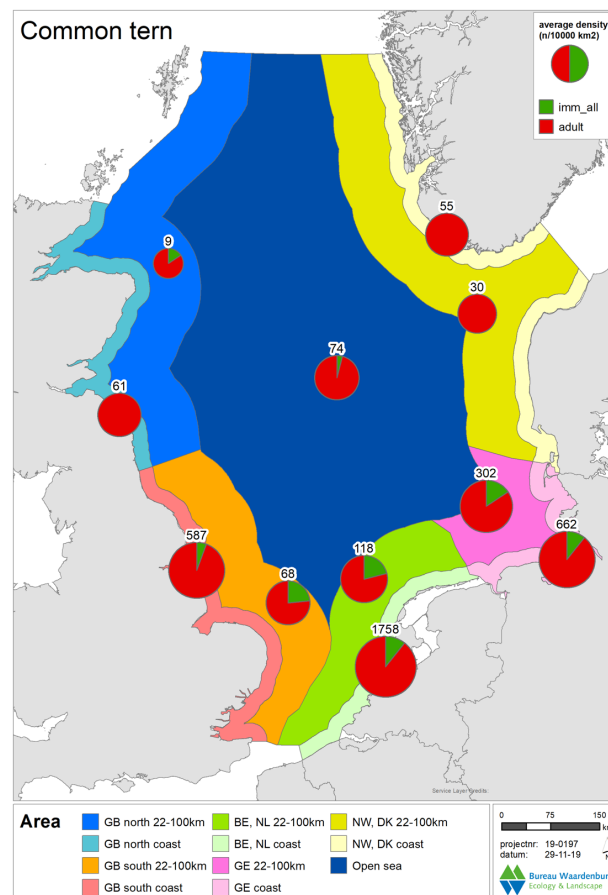 Common tern
average density
(n/10000 km2)
imm_all
adult
55
9
30
74
61
302
587
118
662
68
1758
Service Layer Credits:
Area
GB north 22-100km
GB north coast
GB south 22-100km
GB south coast
BE, NL 22-100km
BE, NL coast
GE 22-100km
GE coast
NW, DK 22-100km
NW, DK coast
Open sea
0 75 150
km
projectnr: 19-0197
datum: 29-11-19
Bureau Waardenburg
Ecology & Landscape